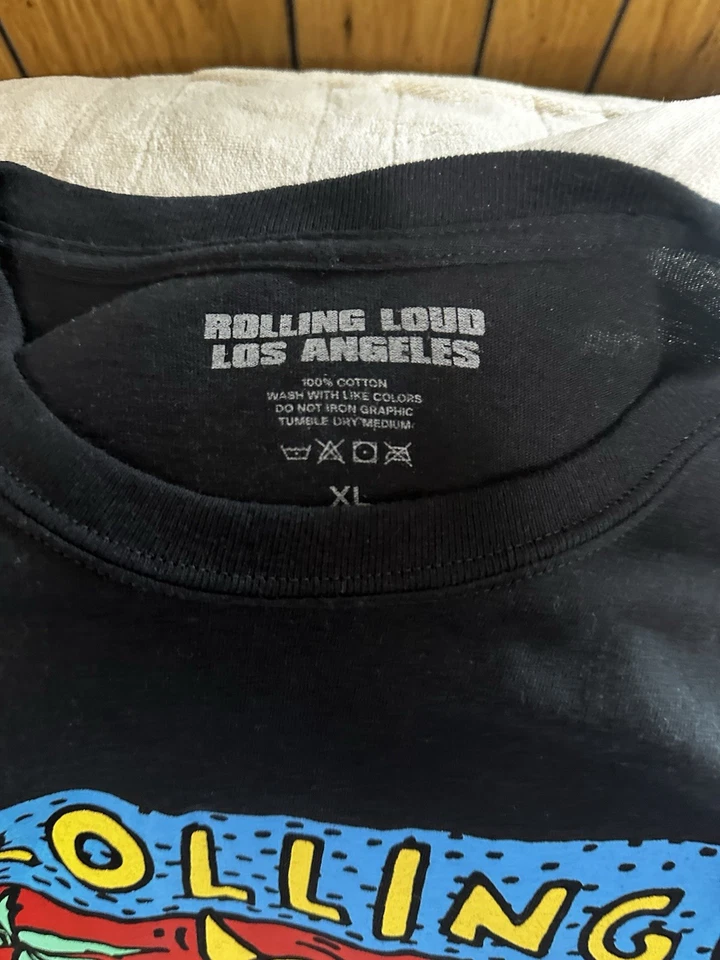 ROLLING LOUD
LOS ANGELES
100% COTTON
WASH WITH LIKE COLORS
DO NOT IRON GRAPHIC
TUMBLE DRY MEDIUM
XL
OLLING